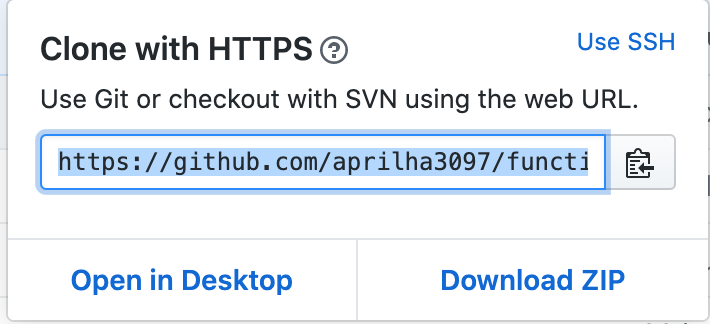 Clone with HTTPS ?
Use SSH
Use Git or checkout with SVN using the web URL.
https://github.com/aprilha3097/functi
Open in Desktop
Download ZIP